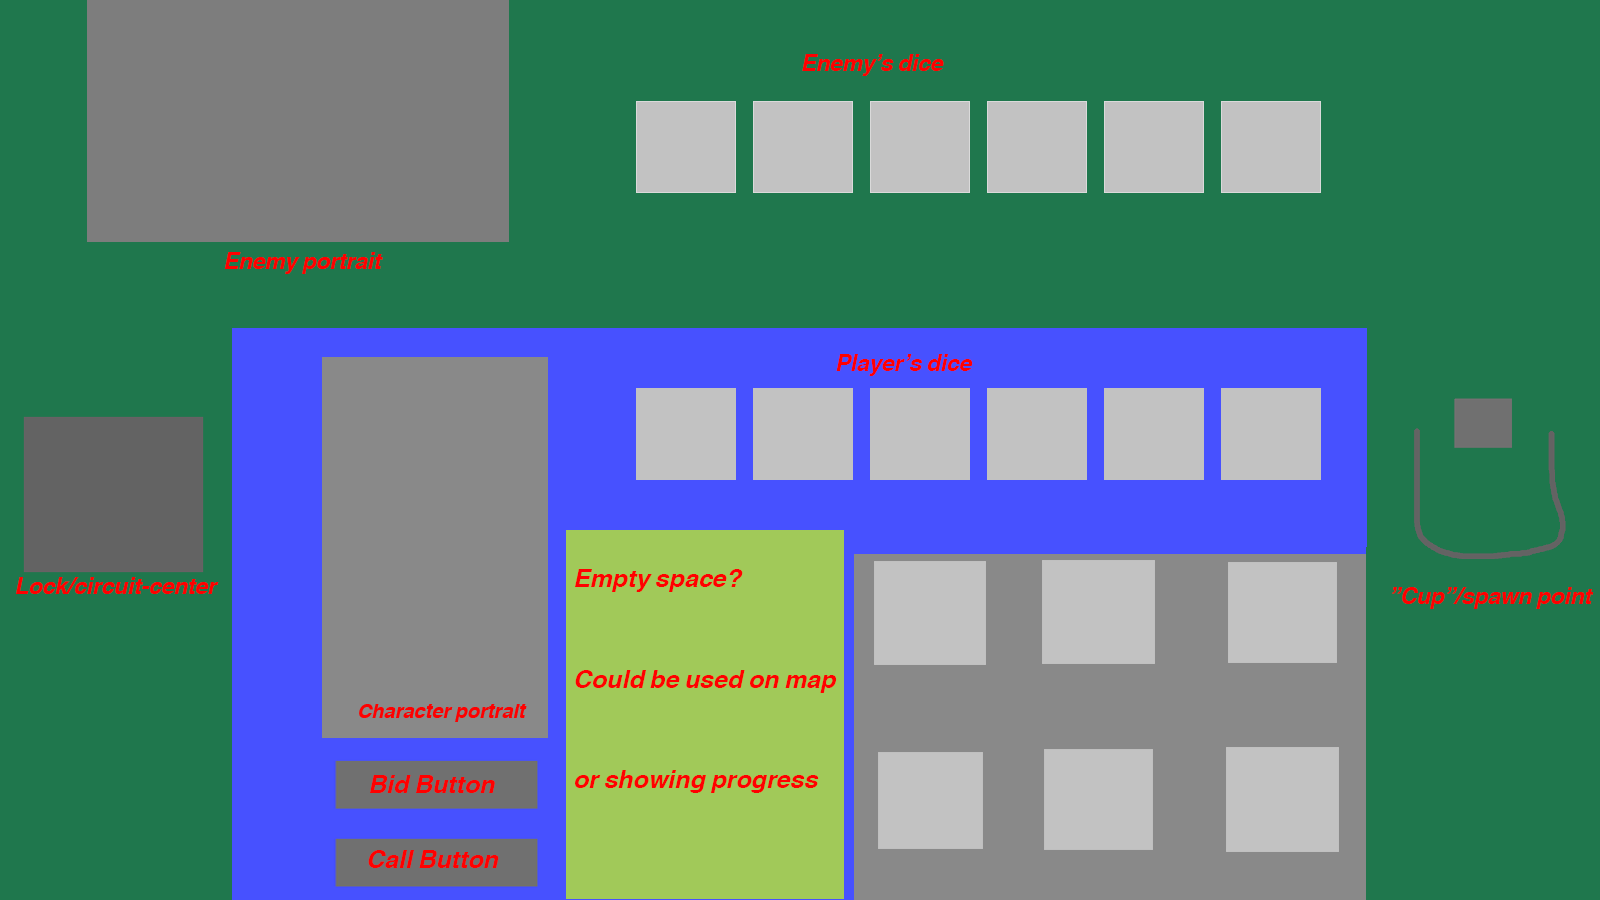 Enemy's dice
Enemy portrait
Player's dice
Lock/circuit-center
Empty space?
Could be used on map
or showing progress
"Cup"/spawn point
Character portrait
Bid Button
Call Button